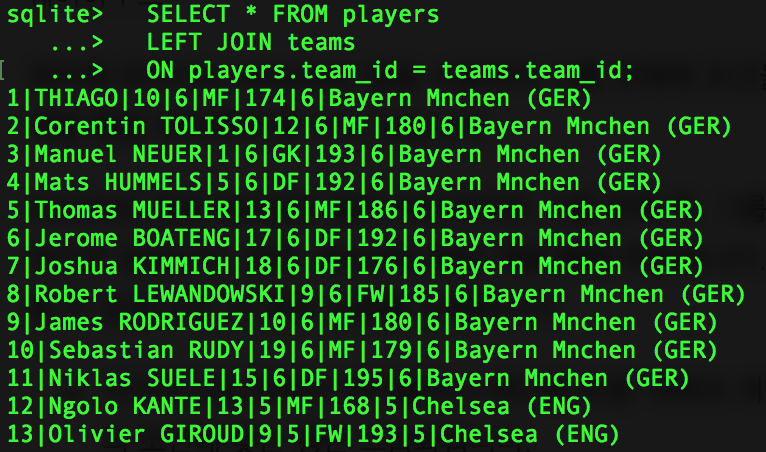 sqlite> SELECT * FROM players
...> LEFT JOIN teams
...> ON players.team_id = teams.team_id;
1|THIAGO|10|6|MF|174|6|Bayern Mnchen (GER)
2|Corentin TOLISSO|12|6|MF|180|6|Bayern Mnchen (GER)
3|Manuel NEUER|1|6|GK|193|6|Bayern Mnchen (GER)
4|Mats HUMMELS|5|6|DF|192|6|Bayern Mnchen (GER)
5|Thomas MUELLER|13|6|MF|186|6|Bayern Mnchen (GER)
6|Jerome BOATENG|17|6|DF|192|6|Bayern Mnchen (GER)
7|Joshua KIMMICH|18|6|DF|176|6|Bayern Mnchen (GER)
8|Robert LEWANDOWSKI|9|6|FW|185|6|Bayern Mnchen (GER)
9|James RODRIGUEZ|10|6|MF|180|6|Bayern Mnchen (GER)
10|Sebastian RUDY|19|6|MF|179|6|Bayern Mnchen (GER)
11|Niklas SUELE|15|6|DF|195|6|Bayern Mnchen (GER)
12|Ngolo KANTE|13|5|MF|168|5|Chelsea (ENG)
13|Olivier GIROUD|9|5|FW|193|5|Chelsea (ENG)